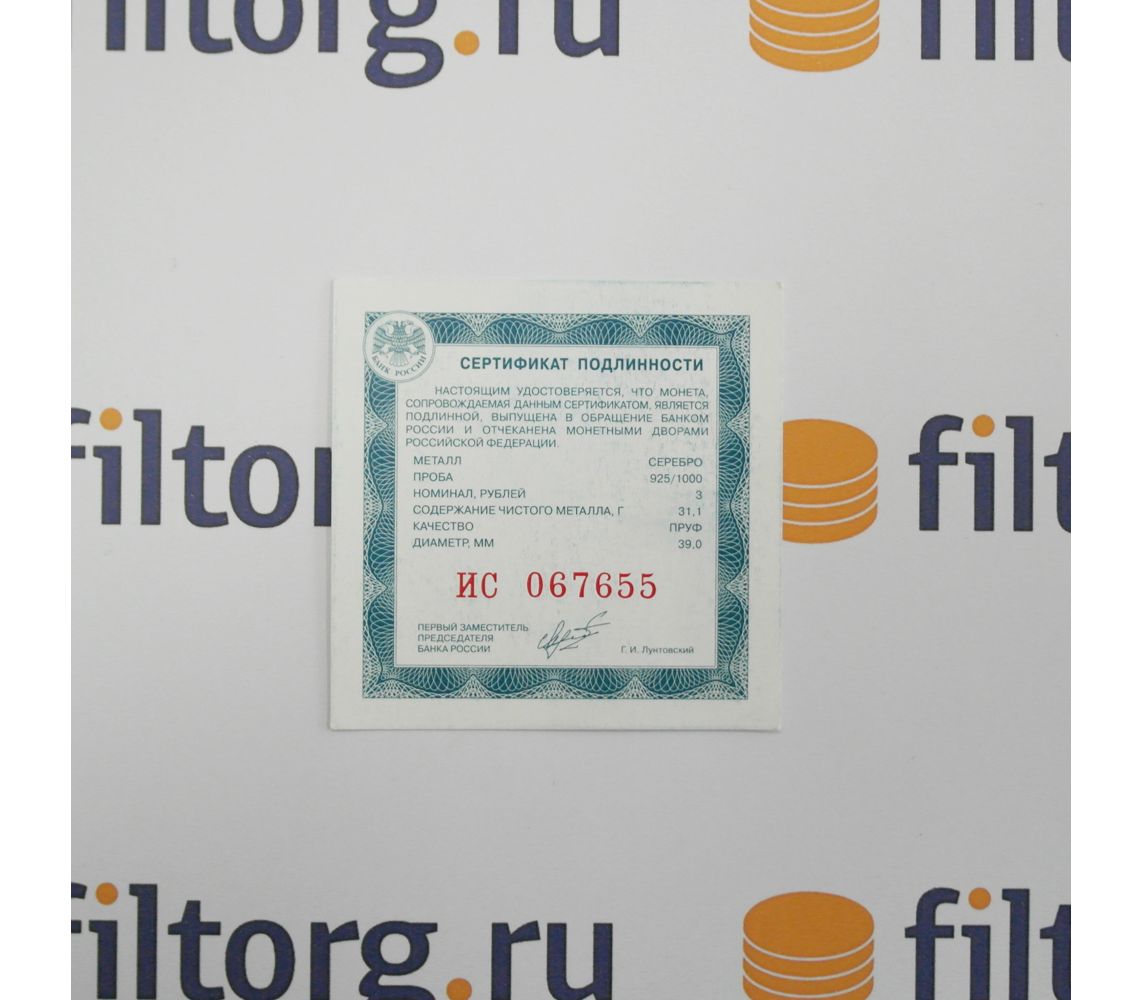 filtorg.ru filt
БАНК РОССИИ
СЕРТИФИКАТ ПОДЛИННОСТИ
НАСТОЯЩИМ УДОСТОВЕРЯЕТСЯ, ЧТО МОНЕТА,
СОПРОВОЖДАЕМАЯ ДАННЫМ СЕРТИФИКАТОМ, ЯВЛЯЕТСЯ
ПОДЛИННОЙ, ВЫПУЩЕНА В ОБРАЩЕНИЕ БАНКОМ
РОССИИ И ОТЧЕКАНЕНА МОНЕТНЫМИ ДВОРАМИ
РОССИЙСКОЙ ФЕДЕРАЦИИ.
filtorg filt
МЕТАЛЛ СЕРЕБРО
ПРОБА 925/1000
НОМИНАЛ, РУБЛЕЙ 3
СОДЕРЖАНИЕ ЧИСТОГО МЕТАЛЛА, Г 31,1
КАЧЕСТВО ПРУФ
ДИАМЕТР, ММ 39,0
ИС 067655
ПЕРВЫЙ ЗАМЕСТИТЕЛЬ
ПРЕДСЕДАТЕЛЯ
БАНКА РОССИИ Г. И. Лунтовский
filtorg.ru filt